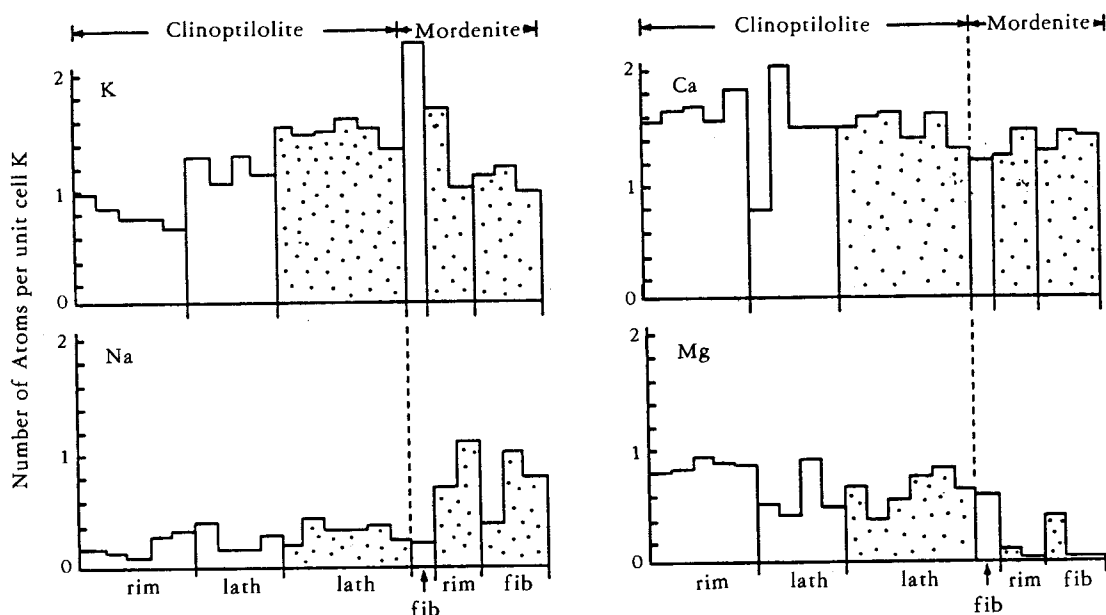 Clinoptilolite Mordenite
2
K
1
0
Clinoptilolite Mordenite
2
Ca
1
0
Number of Atoms per unit cell K
2
Na
1
0
rim lath lath fib rim fib
2
Mg
1
0
rim lath lath fib rim fib